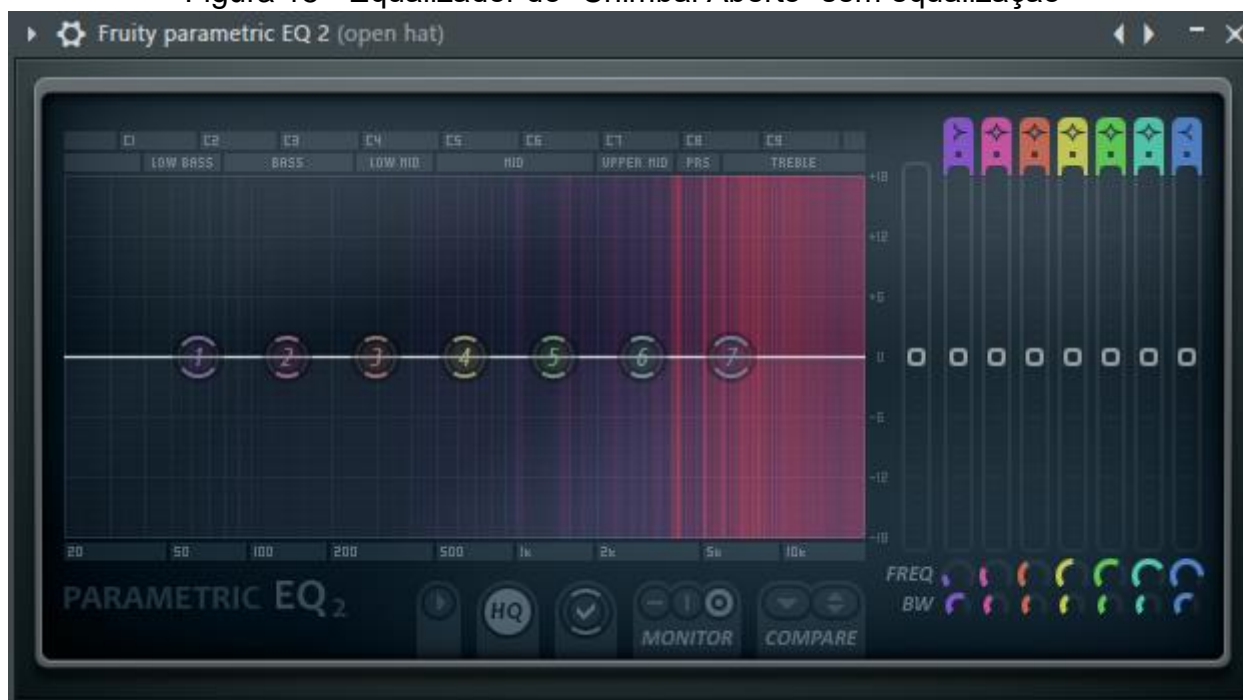 Figura - Equalizador do "Chimbal Aberto" equalização
Fruity parametric EQ 2 (open hat)
C1 C2 C3 C4 C5 C6 C7 C8 C9
LOW BASS BASS LOW MID MID UPPER MID PRS TREBLE
+18
+12
+6
1 2 3 4 5 6 7 0
-6
-12
-18
20 50 100 200 500 1k 2k 5k 10k
FREQ
BW
PARAMETRIC EQ 2
HQ
MONITOR COMPARE